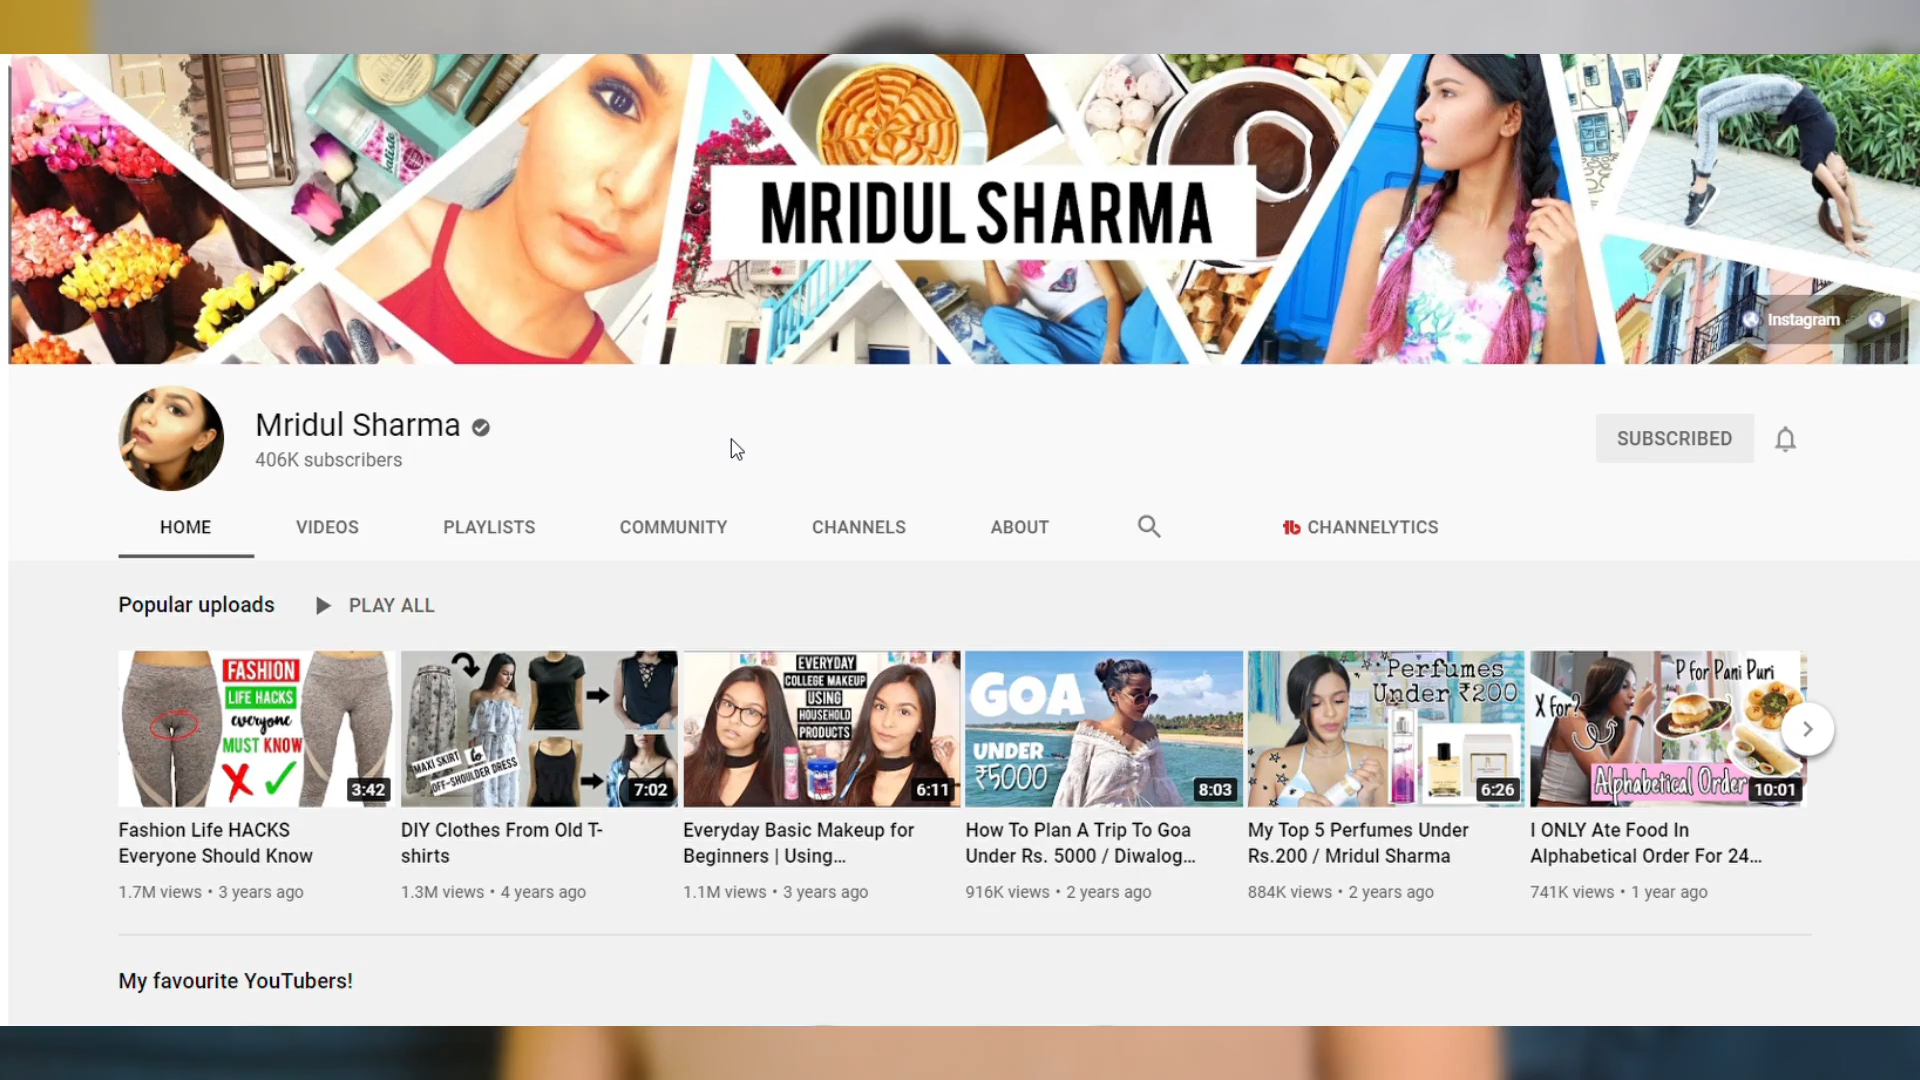 Batiste
MRIDUL SHARMA
Instagram
Mridul Sharma
406K subscribers
SUBSCRIBED
HOME
VIDEOS
PLAYLISTS
COMMUNITY
CHANNELS
ABOUT
CHANNELYTICS
Popular uploads
PLAY ALL
FASHION
LIFE HACKS
everyone
MUST KNOW
3:42
MAXI SKIRT to
OFF-SHOULDER DRESS
7:02
EVERYDAY
COLLEGE MAKEUP
USING
HOUSEHOLD
PRODUCTS
6:11
GOA
UNDER
₹5000
8:03
Perfumes
Under ₹200
6:26
P for Pani Puri
X for?
Alphabetical Order
10:01
Fashion Life HACKS
Everyone Should Know
1.7M views • 3 years ago
DIY Clothes From Old T-
shirts
1.3M views • 4 years ago
Everyday Basic Makeup for
Beginners | Using...
1.1M views • 3 years ago
How To Plan A Trip To Goa
Under Rs. 5000 / Diwalog...
916K views • 2 years ago
My Top 5 Perfumes Under
Rs.200 / Mridul Sharma
884K views • 2 years ago
I ONLY Ate Food In
Alphabetical Order For 24...
741K views • 1 year ago
My favourite YouTubers!